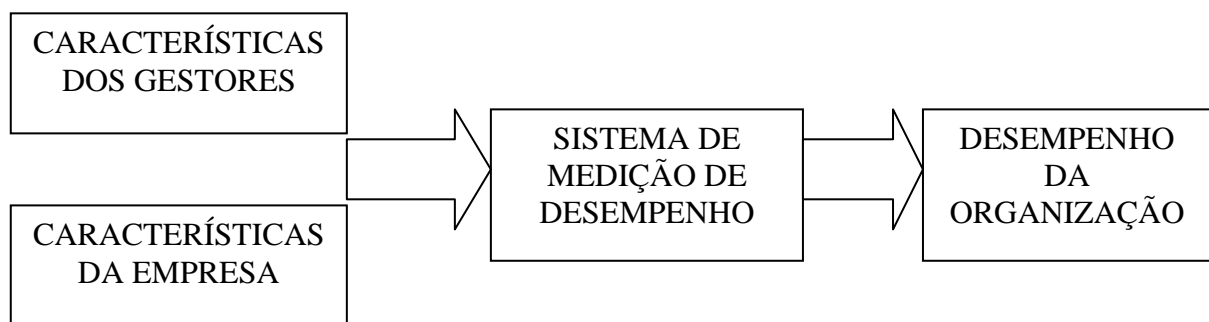 CARACTERÍSTICAS
DOS GESTORES
CARACTERÍSTICAS
DA EMPRESA
SISTEMA DE
MEDIÇÃO DE
DESEMPENHO
DESEMPENHO
DA
ORGANIZAÇÃO